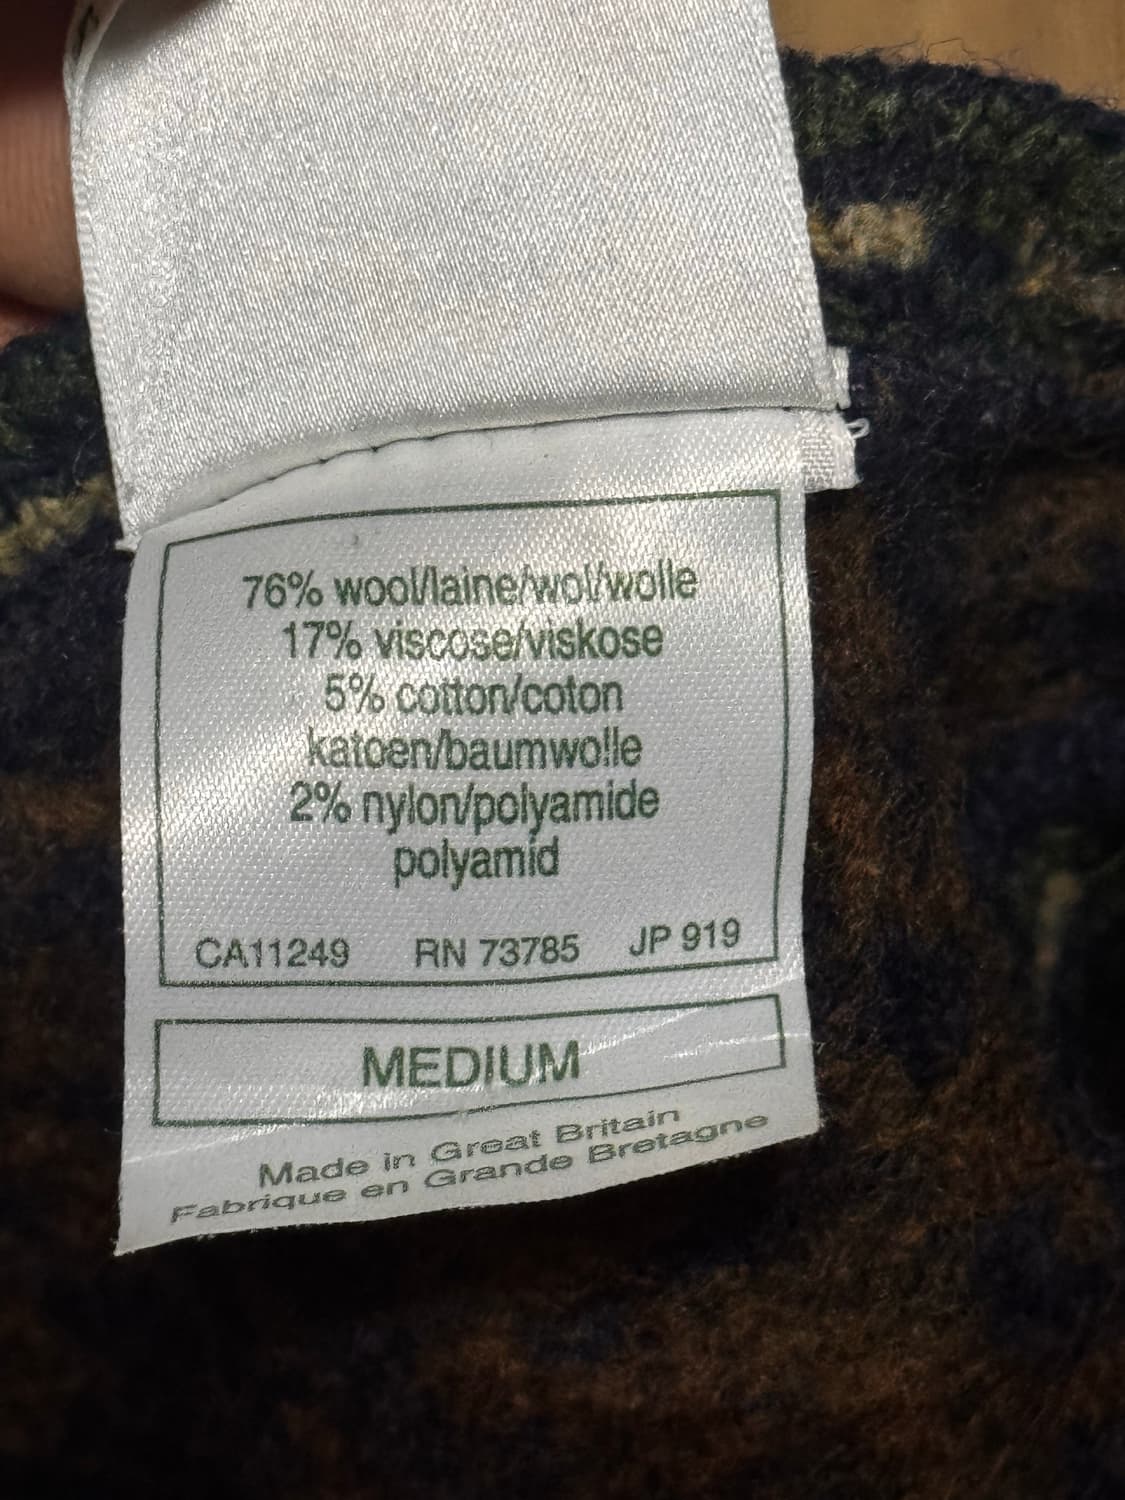 76% wool/laine/wol/wolle
17% viscose/viskose
5% cotton/coton
katoen/baumwolle
2% nylon/polyamide
polyamid
CA11249 RN 73785 JP 919
MEDIUM
Made in Great Britain
Fabrique en Grande Bretagne